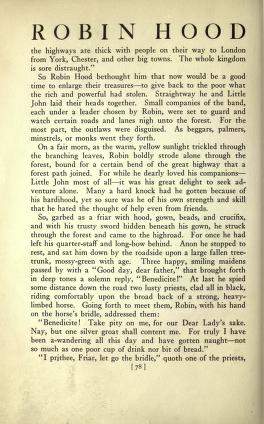 ROBIN HOOD
the highways are thick with people on their way to London
from York, Chester, and other big towns. The whole kingdom
is sore distraught."
So Robin Hood bethought him that now would be a good
time to enlarge their treasures—to give back to the poor what
the rich and powerful had stolen. Straightway he and Little
John laid their heads together. Small companies of the band,
each under a leader chosen by Robin, were set to guard and
watch certain roads and lanes nigh unto the forest. For the
most part, the outlaws were disguised. As beggars, palmers,
minstrels, or monks went they forth.
On a fair morn, as the warm, yellow sunlight trickled through
the branching leaves, Robin boldly strode alone through the
forest, bound for a certain bend of the great highway that a
forest path joined. For while he dearly loved his companions—
Little John most of all—it was his great delight to seek ad-
venture alone. Many a hard knock had he gotten because of
his hardihood, yet so sure was he of his own strength and skill
that he hated the thought of help even from friends.
So, garbed as a friar with hood, gown, beads, and crucifix,
and with his trusty sword hidden beneath his gown, he struck
through the forest and came to the highroad. For once he had
left his quarter-staff and long-bow behind. Anon he stopped to
rest, and sat him down by the roadside upon a large fallen tree-
trunk, mossy-green with age. Three happy, smiling maidens
passed by with a "Good day, dear father," that brought forth
in deep tones a solemn reply, "Benedicite!" At last he spied
some distance down the road two lusty priests, clad all in black,
riding comfortably upon the broad back of a strong, heavy-
limbed horse. Going forth to meet them, Robin, with his hand
on the horse's bridle, addressed them:
"Benedicite! Take pity on me, for our Dear Lady's sake.
Nay, but one silver groat shall content me. For truly I have
been a-wandering all this day and have gotten naught—not
so much as one poor cup of drink nor bit of bread."
"I prithee, Friar, let go the bridle," quoth one of the priests,
[78]